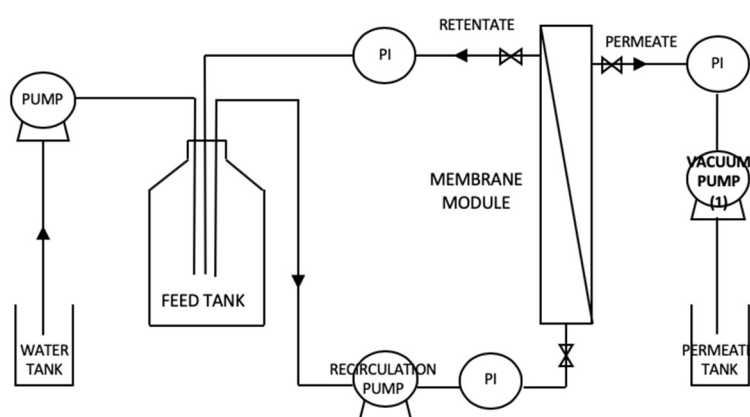 RETENTATE
PERMEATE
PI
PI
PUMP
VACUUM
PUMP
(1)
MEMBRANE
MODULE
FEED TANK
WATER
TANK
RECIRCULATION
PUMP
PI
PERMEATE
TANK